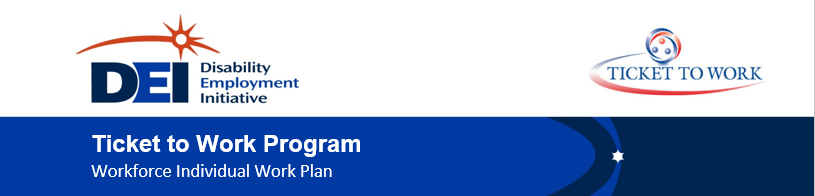 DEI
Disability
Employment
Initiative
TICKET TO WORK
Ticket to Work Program
Workforce Individual Work Plan